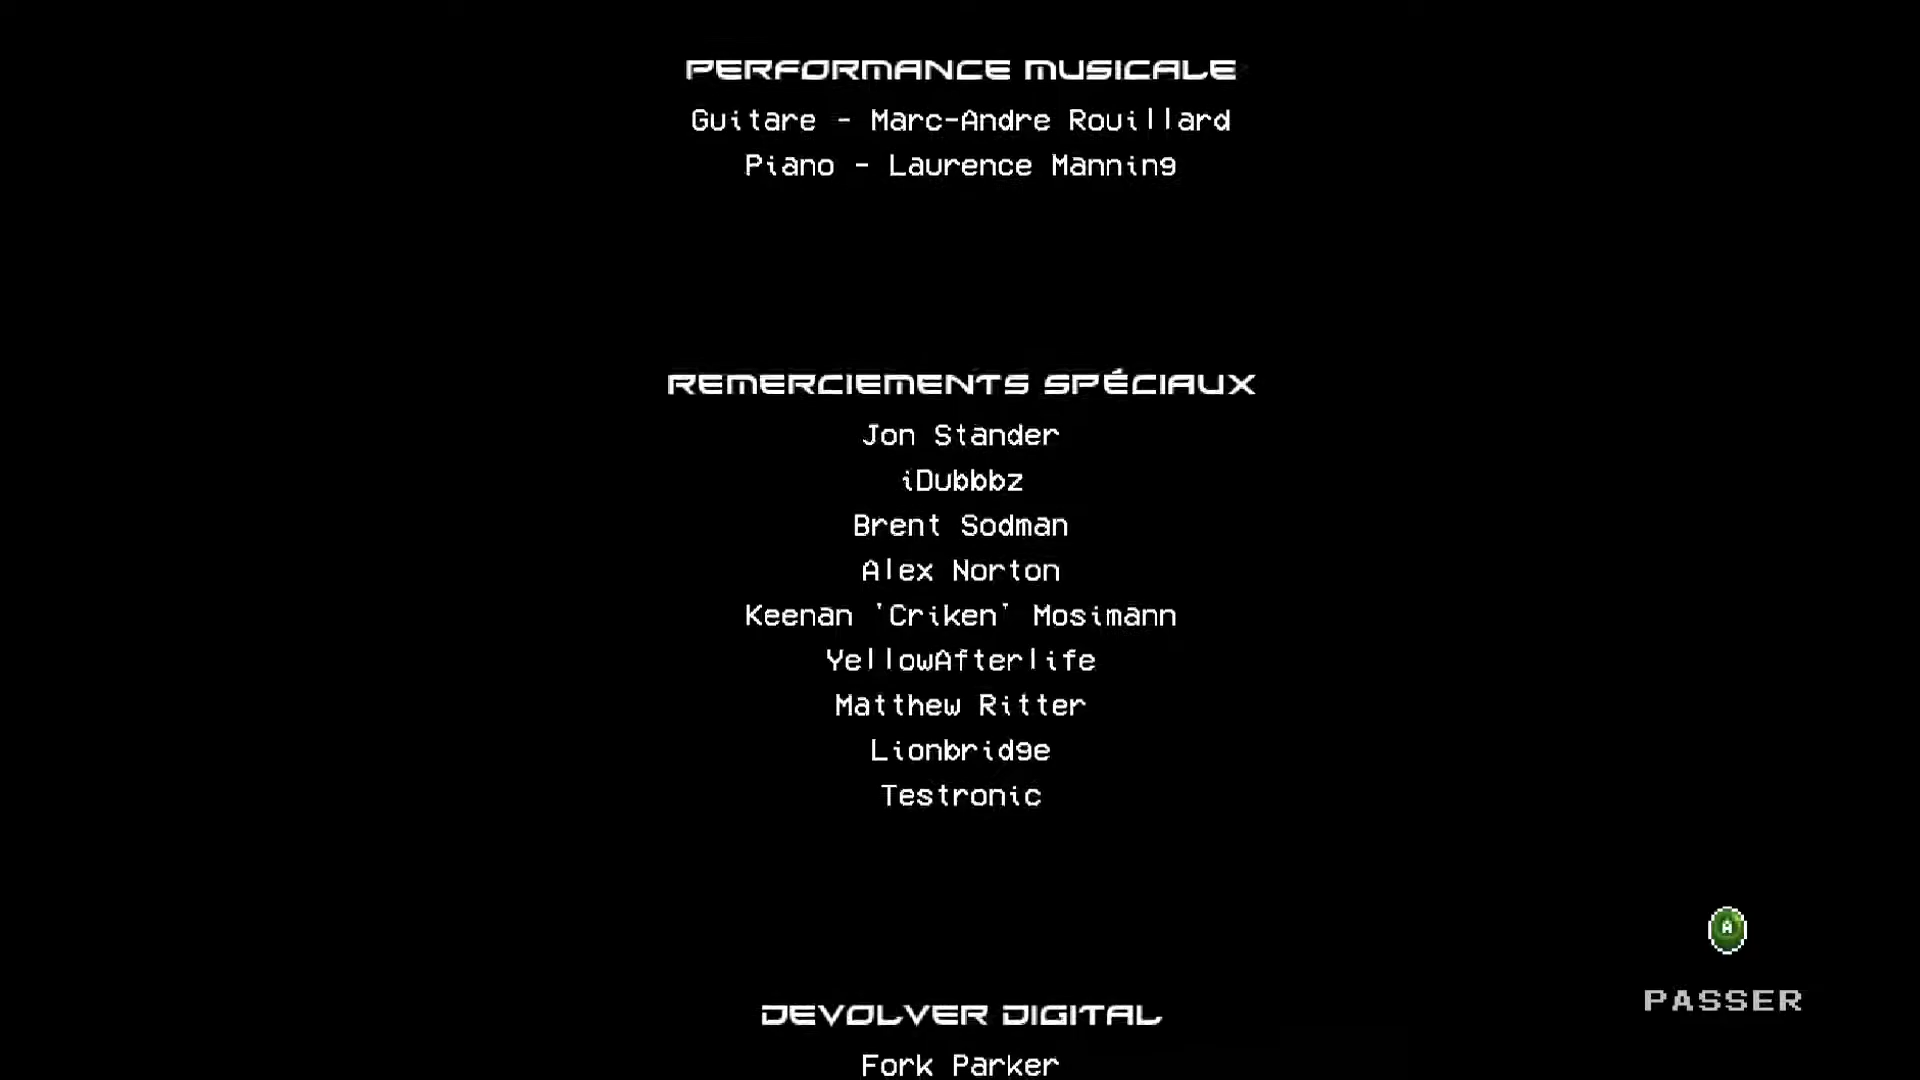 PERFORMANCE MUSICALE
Guitare - Marc-Andre Rouillard
Piano - Laurence Manning
REMERCIEMENTS SPÉCIAUX
Jon Stander
iDubbbz
Brent Sodman
Alex Norton
Keenan 'Criken' Mosimann
YellowAfterlife
Matthew Ritter
Lionbridge
Testronic
A
PASSER
DEVOLVER DIGITAL
Fork Parker